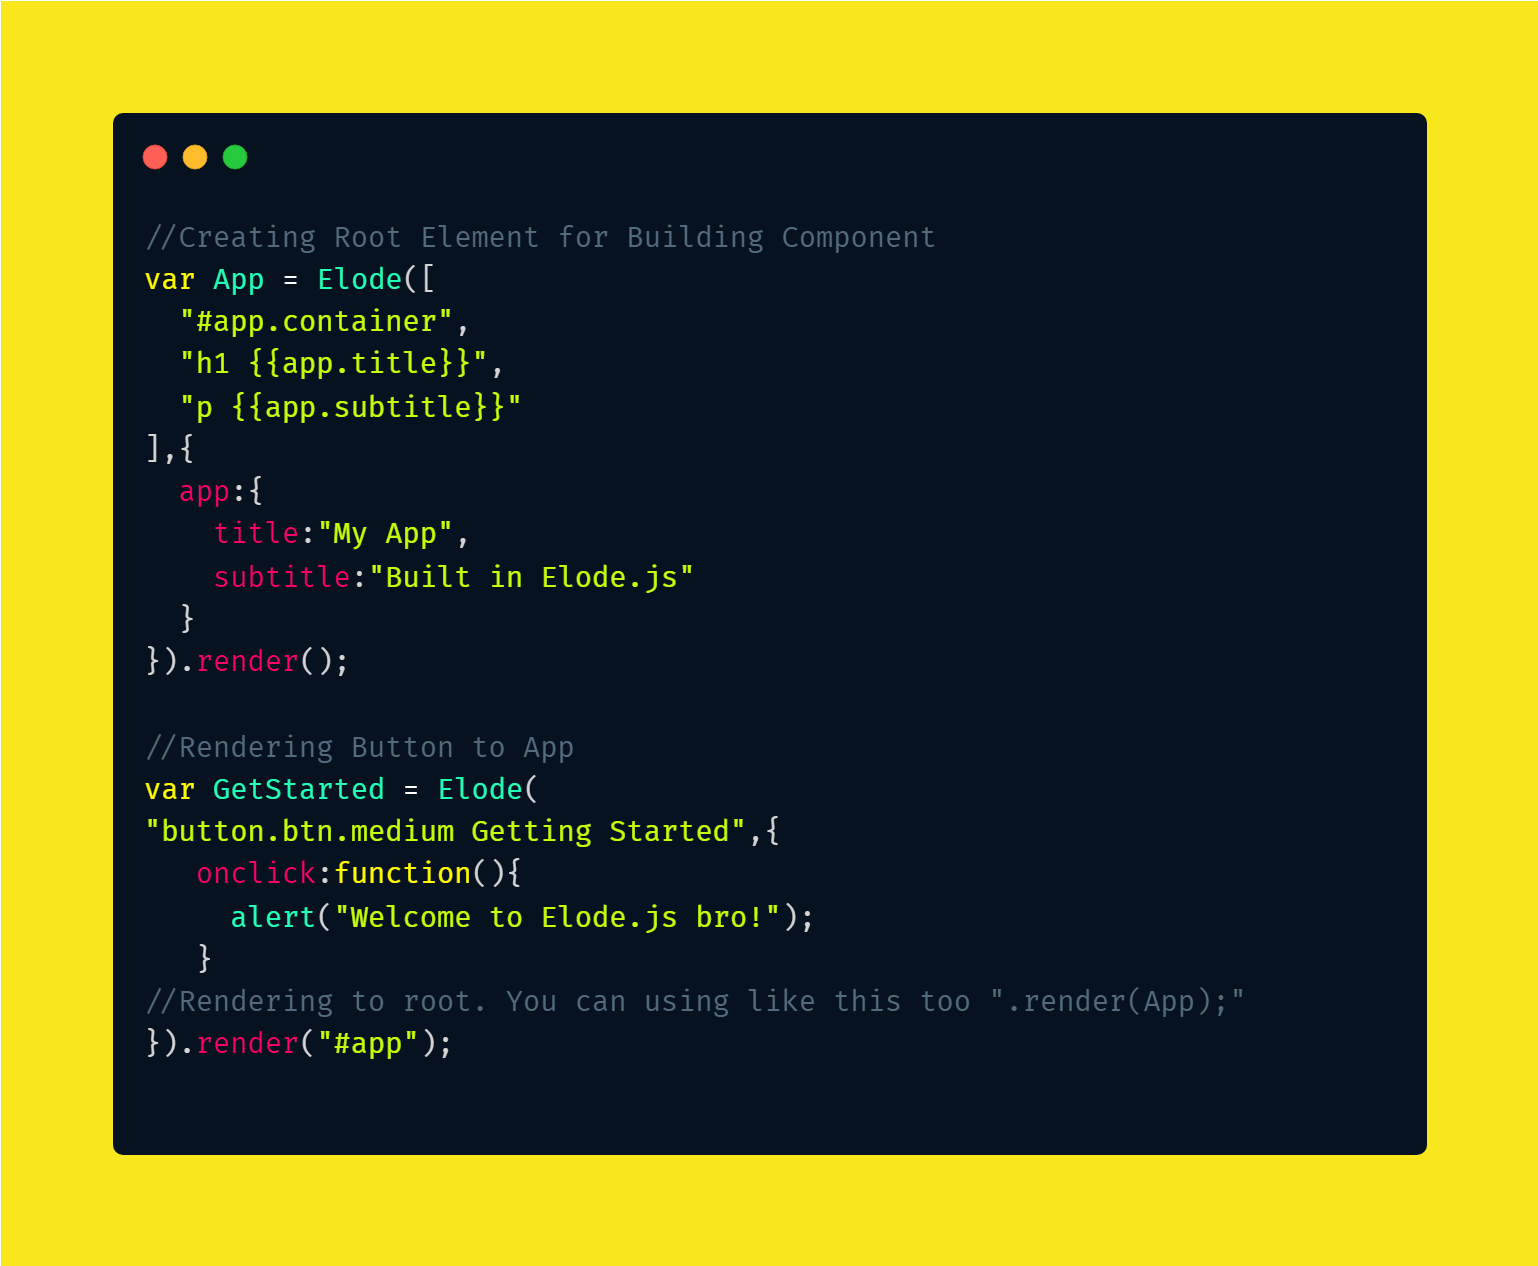 //Creating Root Element for Building Component
var App = Elode([
  "#app.container",
  "h1 {{app.title}}",
  "p {{app.subtitle}}"
],{
  app:{
    title:"My App",
    subtitle:"Built in Elode.js"
  }
}).render();

//Rendering Button to App
var GetStarted = Elode(
"button.btn.medium Getting Started",{
   onclick:function(){
     alert("Welcome to Elode.js bro!");
   }
//Rendering to root. You can using like this too ".render(App);"
}).render("#app");